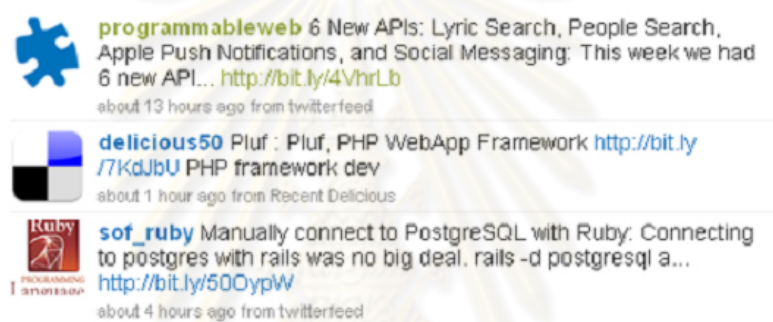 programmableweb 6 New APIs: Lyric Search, People Search,
Apple Push Notifications, and Social Messaging: This week we had
6 new API... http://bit.ly/4VhrLb
about 13 hours ago from twitterfeed
delicious50 Pluf : Pluf, PHP WebApp Framework http://bit.ly
/7KdJbU PHP framework dev
about 1 hour ago from Recent Delicious
Ruby
sof_ruby Manually connect to PostgreSQL with Ruby: Connecting
to postgres with rails was no big deal. rails -d postgresql a...
PROGRAMMING
Language
http://bit.ly/50OypW
about 4 hours ago from twitterfeed